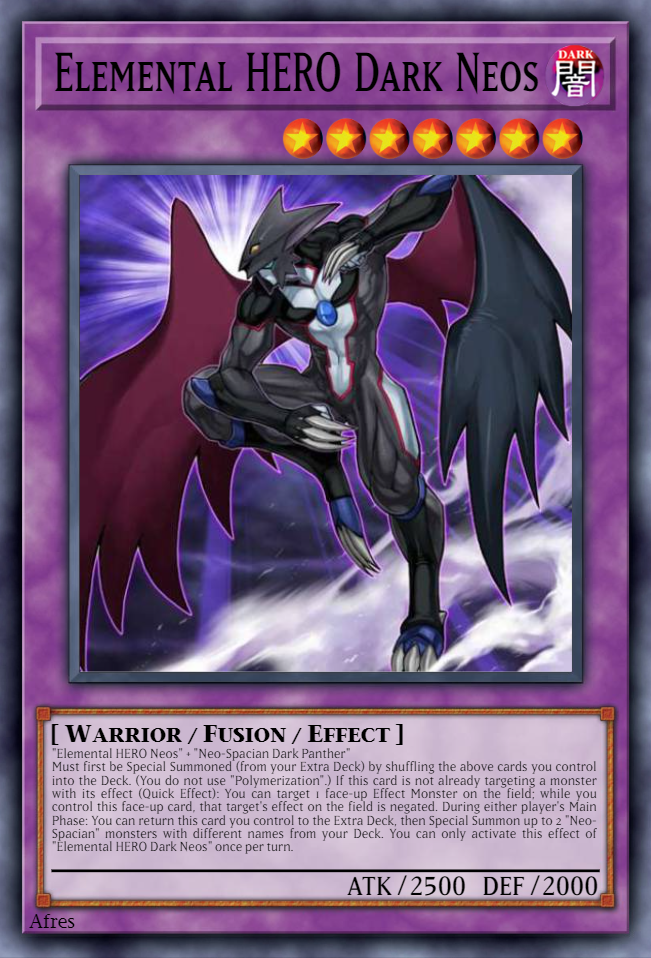 ELEMENTAL HERO DARK NEOS
DARK
闇
[ WARRIOR / FUSION / EFFECT ]
"Elemental HERO Neos" + "Neo-Spacian Dark Panther"
Must first be Special Summoned (from your Extra Deck) by shuffling the above cards you control
into the Deck. (You do not use "Polymerization".) If this card is not already targeting a monster
with its effect (Quick Effect): You can target 1 face-up Effect Monster on the field; while you
control this face-up card, that target's effect on the field is negated. During either player's Main
Phase: You can return this card you control to the Extra Deck, then Special Summon up to 2 "Neo-
Spacian" monsters with different names from your Deck. You can only activate this effect of
"Elemental HERO Dark Neos" once per turn.
ATK / 2500 DEF / 2000
Afres